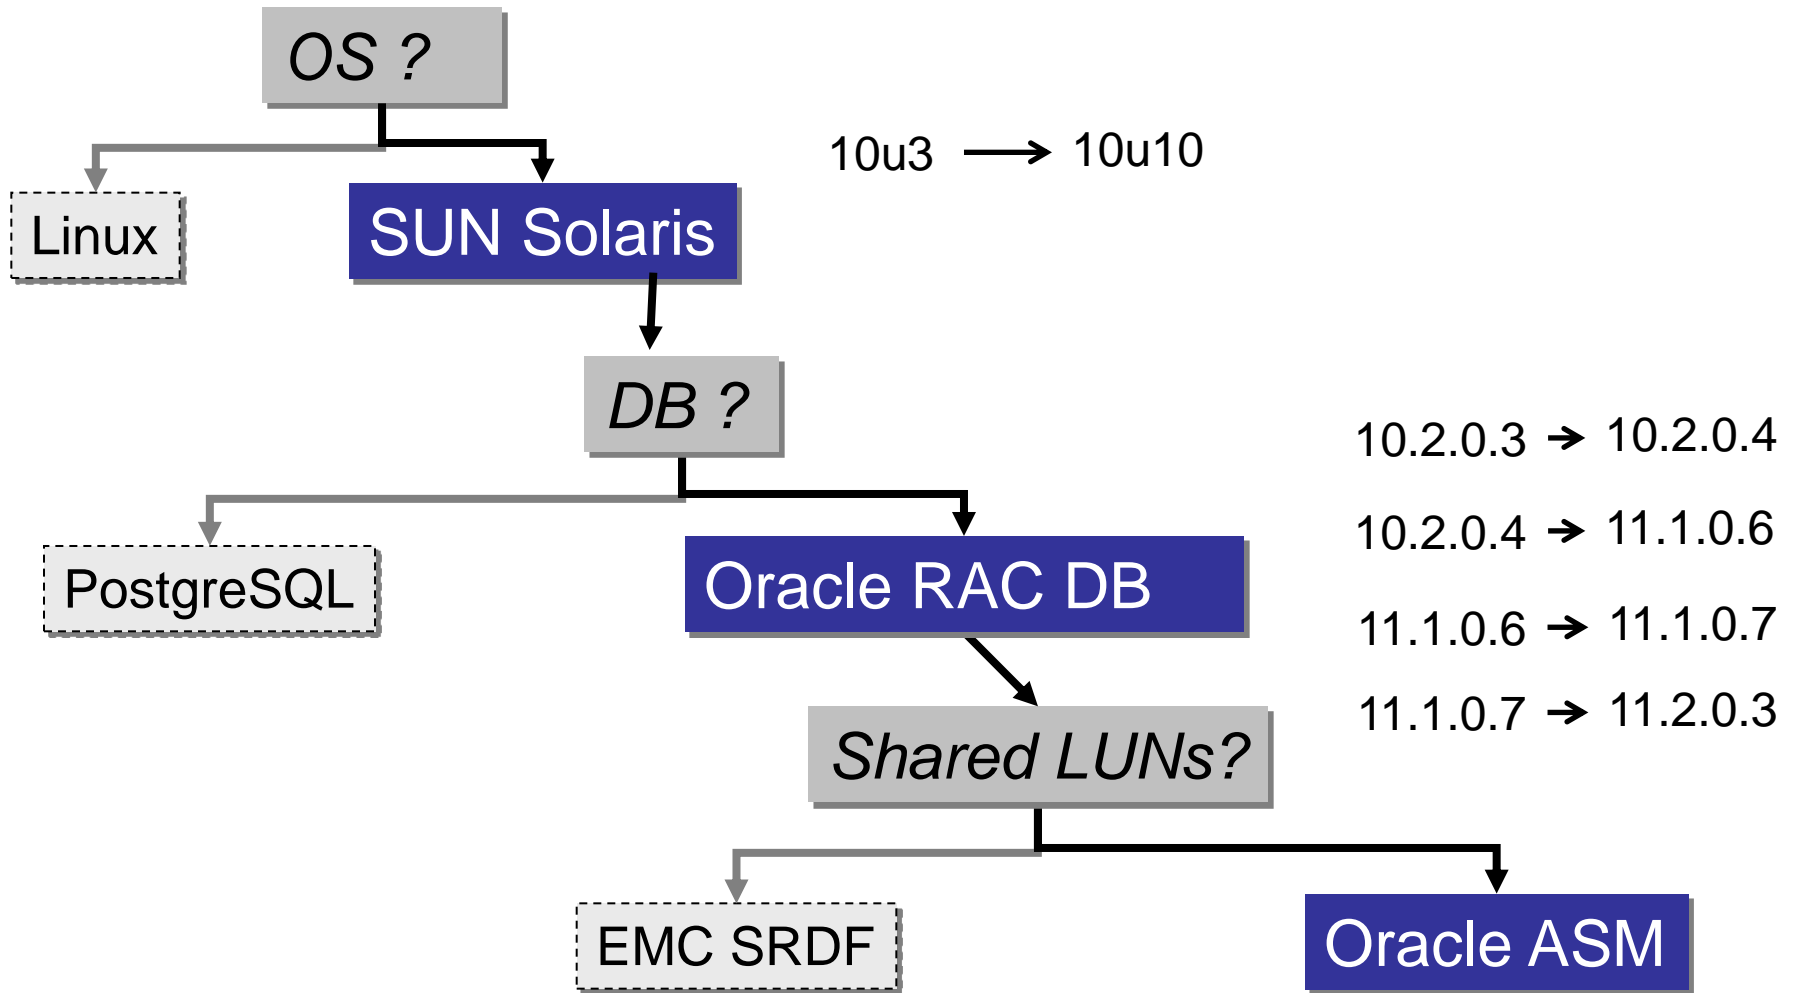 OS ?
10u3 → 10u10
Linux
SUN Solaris
DB ?
10.2.0.3 → 10.2.0.4
10.2.0.4 → 11.1.0.6
PostgreSQL
Oracle RAC DB
11.1.0.6 → 11.1.0.7
11.1.0.7 → 11.2.0.3
Shared LUNs?
EMC SRDF
Oracle ASM